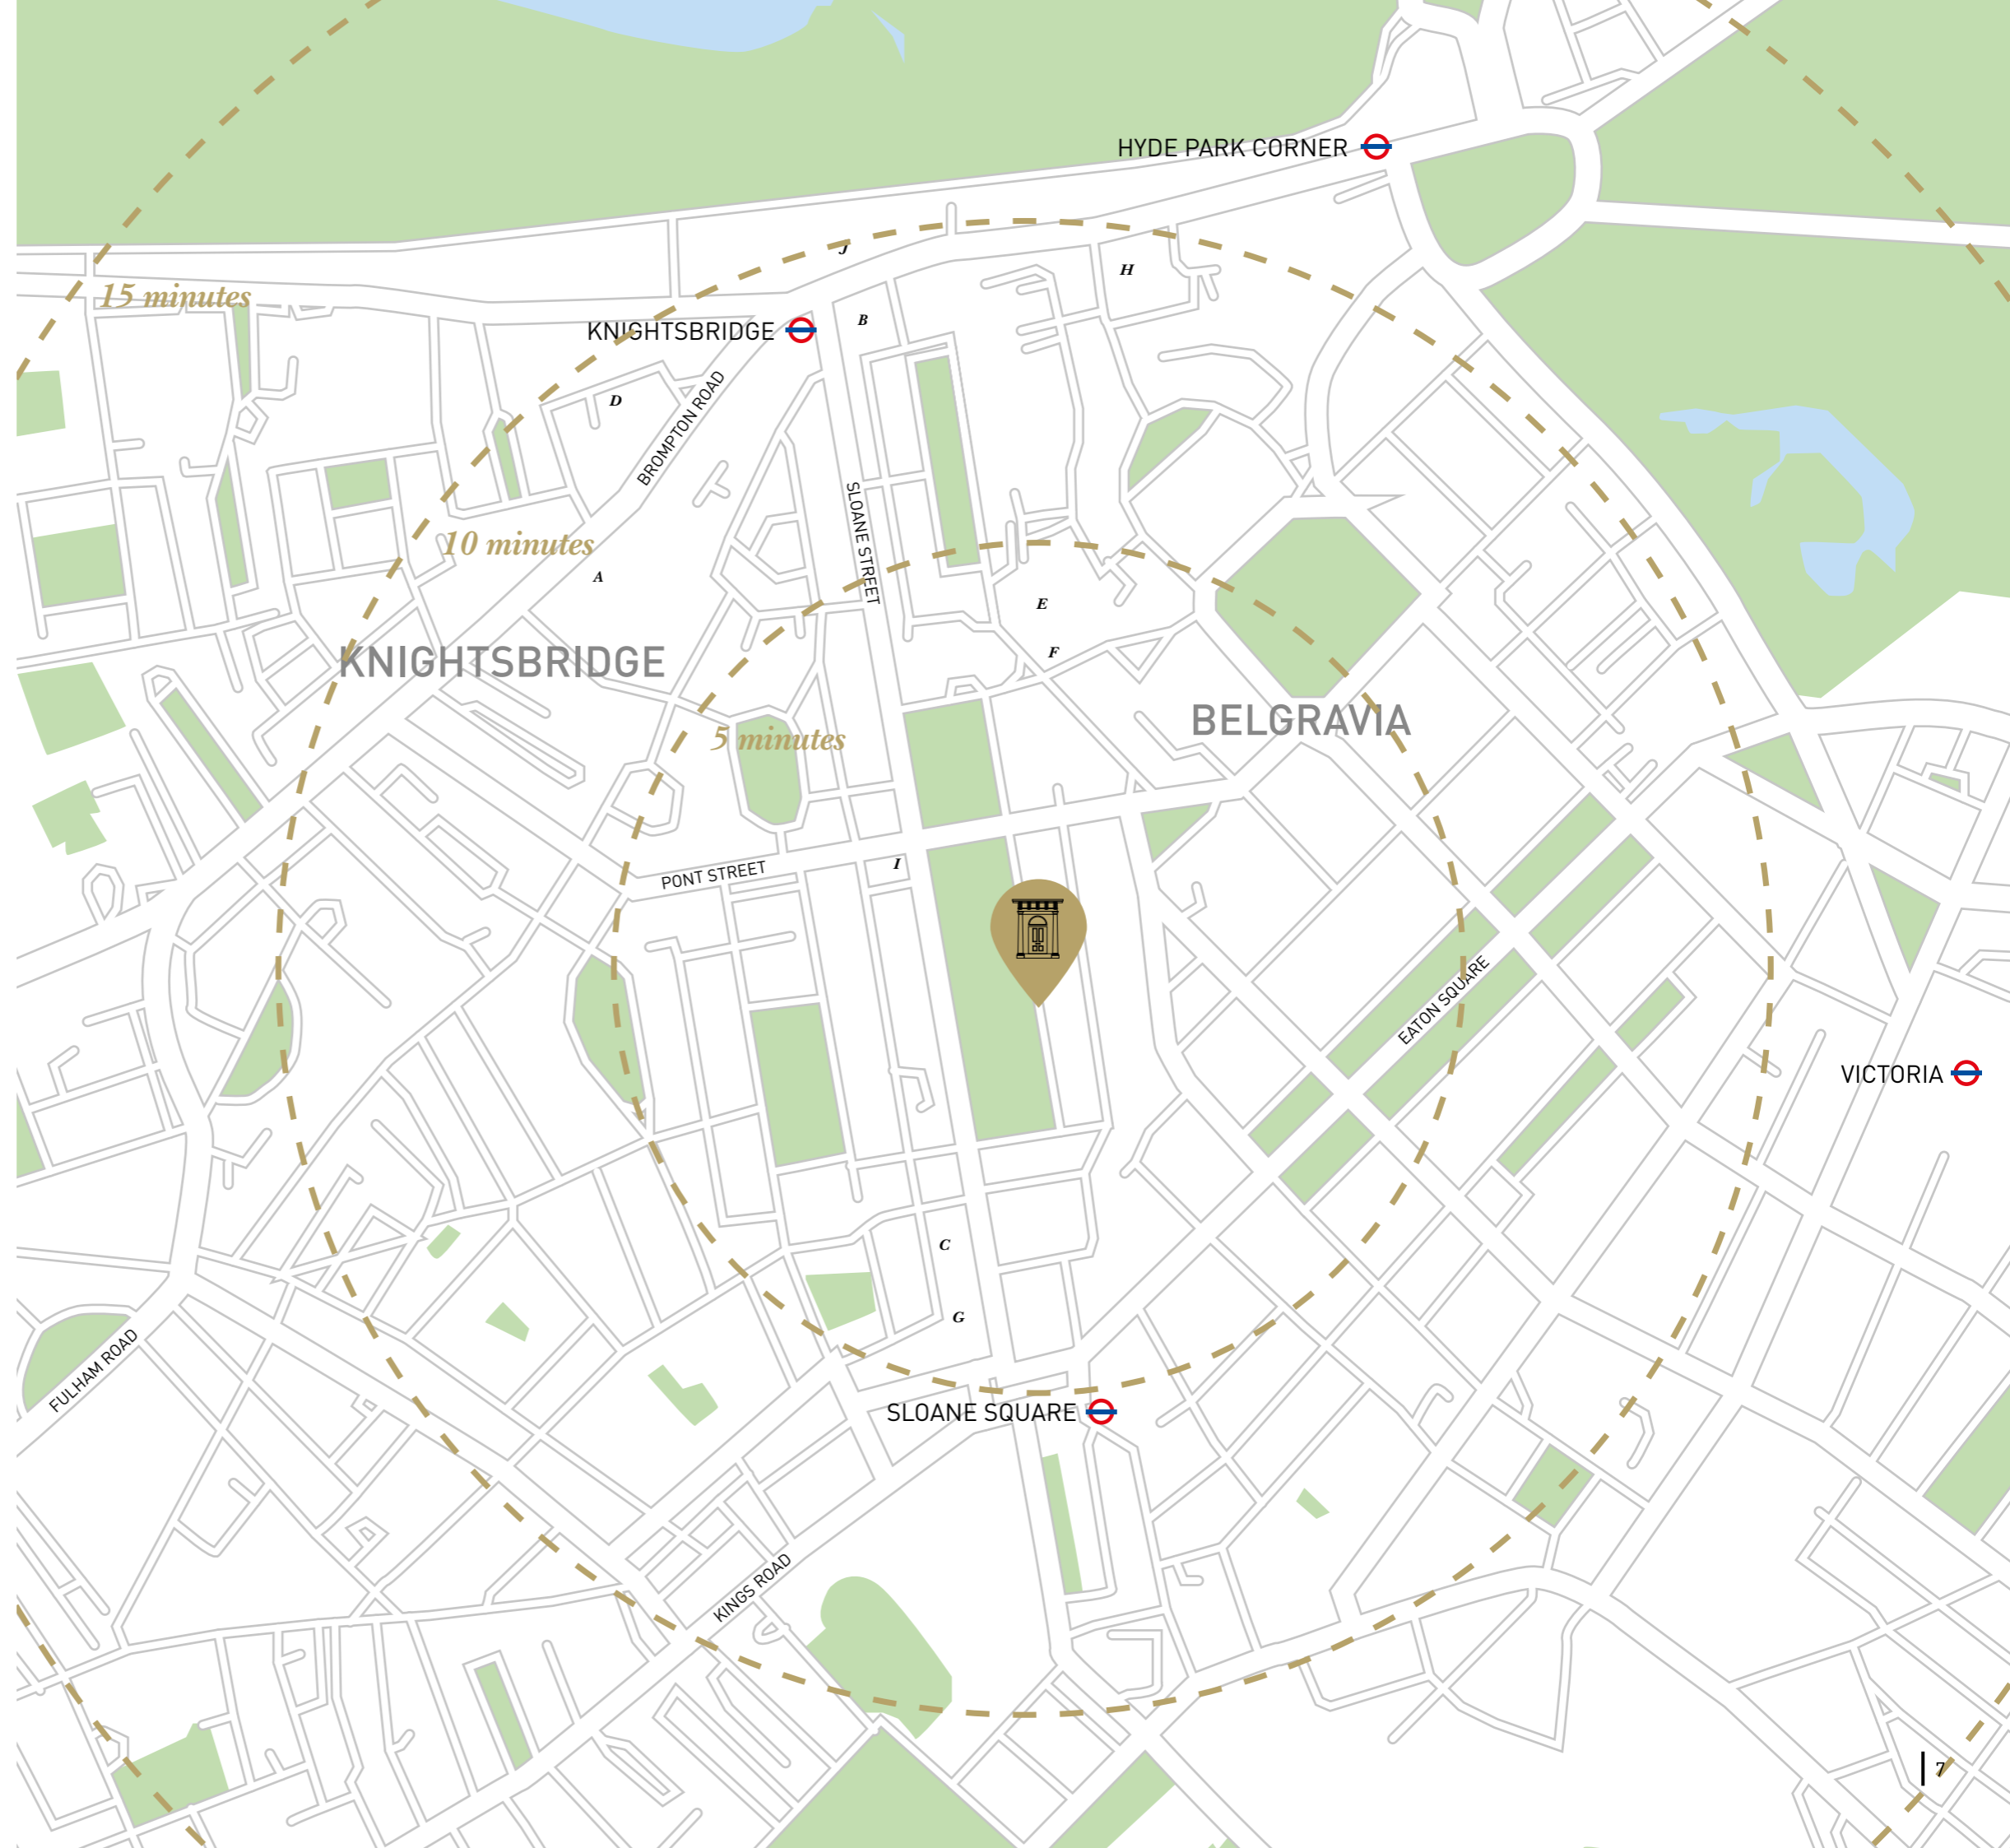 HYDE PARK CORNER
J
H
15 minutes
B
KNIGHTSBRIDGE
D
BROMPTON ROAD
SLOANE STREET
10 minutes
A
E
F
KNIGHTSBRIDGE
BELGRAVIA
5 minutes
I
PONT STREET
EATON SQUARE
VICTORIA
C
G
FULHAM ROAD
SLOANE SQUARE
KINGS ROAD
7